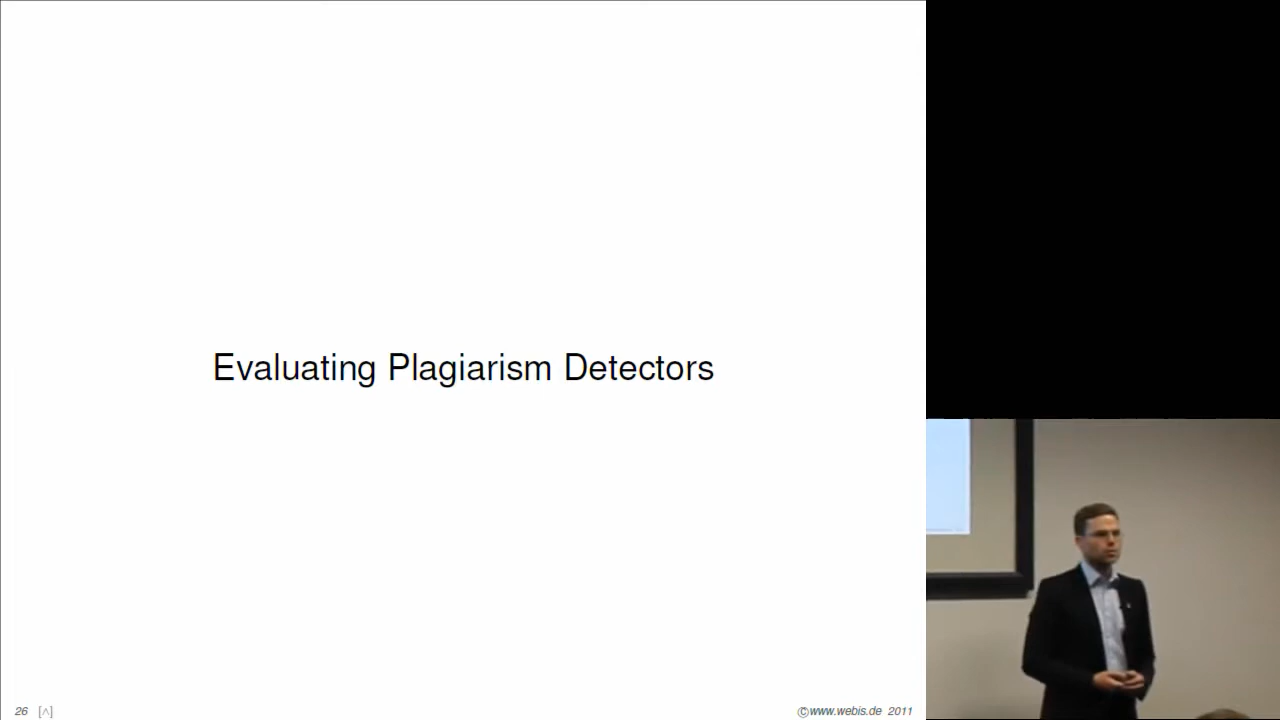 Evaluating Plagiarism Detectors
26 [∧] ©www.webis.de 2011